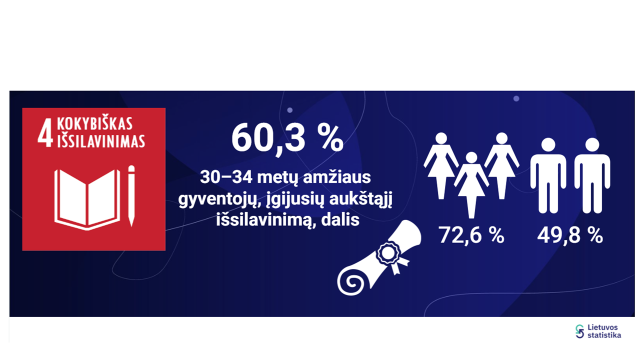 4 KOKYBIŠKAS
IŠSILAVINIMAS
60,3 %
30–34 metų amžiaus
gyventojų, įgijusių aukštąjį
išsilavinimą, dalis
72,6 %
49,8 %
Lietuvos
statistika